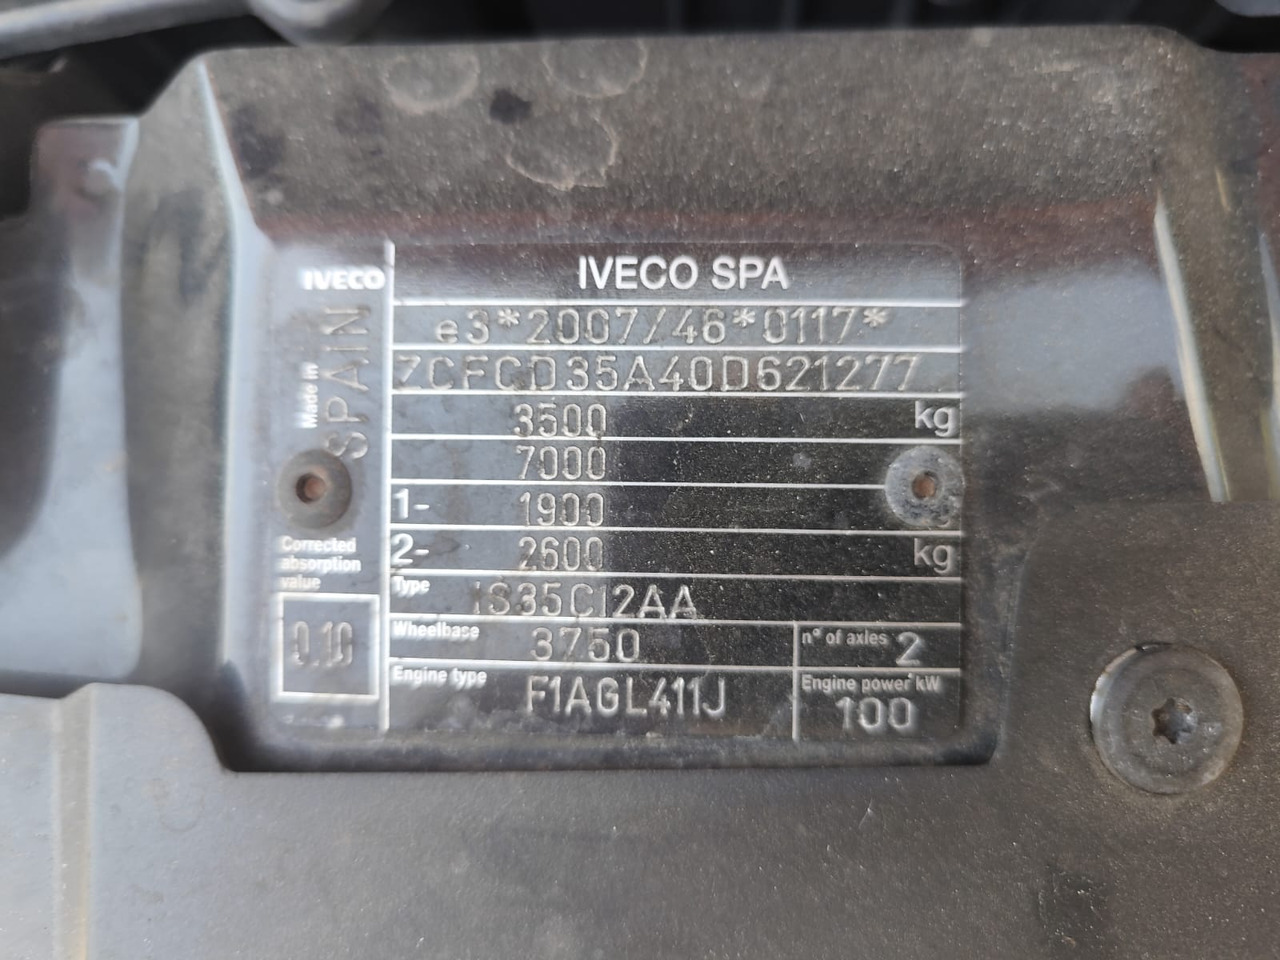 IVECO
IVECO SPA
Made in
SPAIN
e3*2007/46*0117*
ZCFCD35A40D621277
3500 kg
7000
1- 1900
2- 2600 kg
Corrected
absorption
value
0.10
Type IS35CI2AA
Wheelbase 3750
n° of axles 2
Engine type F1AGL411J
Engine power kW
100